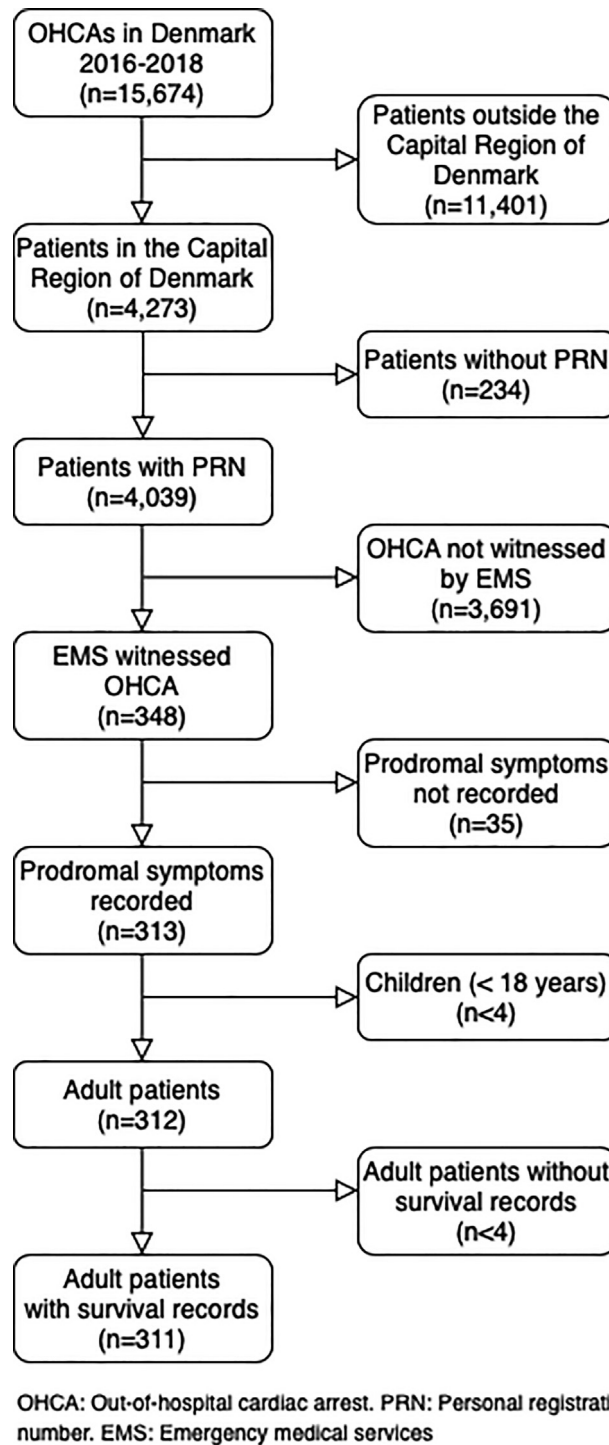 OHCAs in Denmark
2016-2018
(n=15,674)
Patients outside the
Capital Region of
Denmark
(n=11,401)
Patients in the Capital
Region of Denmark
(n=4,273)
Patients without PRN
(n=234)
Patients with PRN
(n=4,039)
OHCA not witnessed
by EMS
(n=3,691)
EMS witnessed
OHCA
(n=348)
Prodromal symptoms
not recorded
(n=35)
Prodromal symptoms
recorded
(n=313)
Children (< 18 years)
(n<4)
Adult patients
(n=312)
Adult patients without
survival records
(n<4)
Adult patients
with survival records
(n=311)
OHCA: Out-of-hospital cardiac arrest. PRN: Personal registrati
number. EMS: Emergency medical services